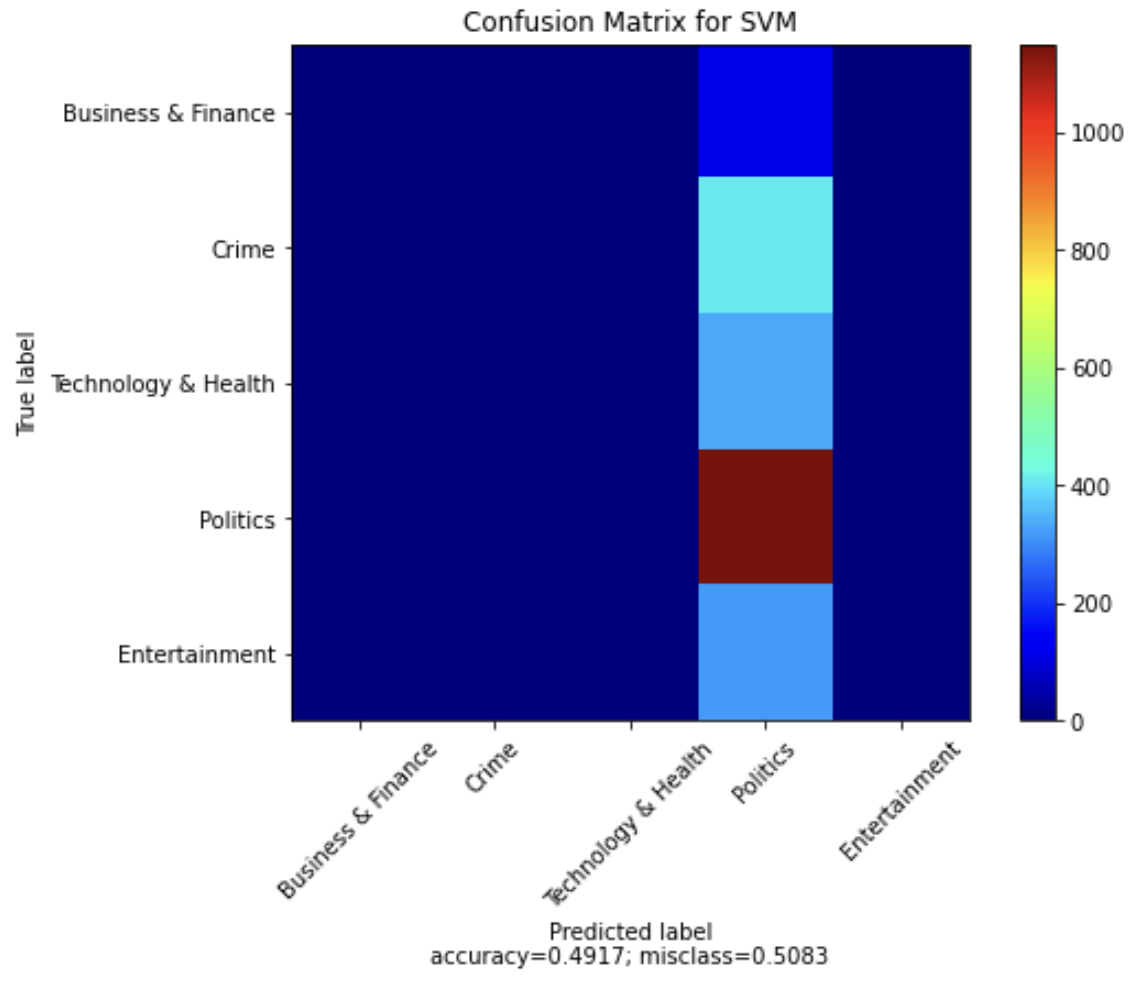 Confusion Matrix for SVM
Business & Finance
Crime
Technology & Health
Politics
Entertainment
True label
1000
800
600
400
200
0
Business & Finance
Crime
Technology & Health
Politics
Entertainment
Predicted label
accuracy=0.4917; misclass=0.5083